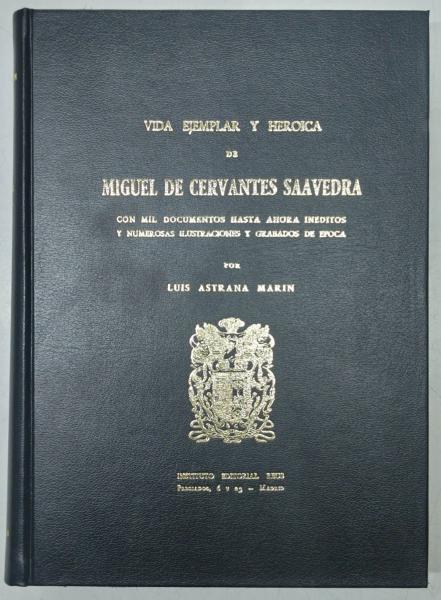 VIDA EJEMPLAR Y HEROICA
DE
MIGUEL DE CERVANTES SAAVEDRA
CON MIL DOCUMENTOS HASTA AHORA INEDITOS
Y NUMEROSAS ILUSTRACIONES Y GRABADOS DE EPOCA
POR
LUIS ASTRANA MARIN
INSTITUTO EDITORIAL REUS
PRECIADOS, 6 Y 23 – MADRID